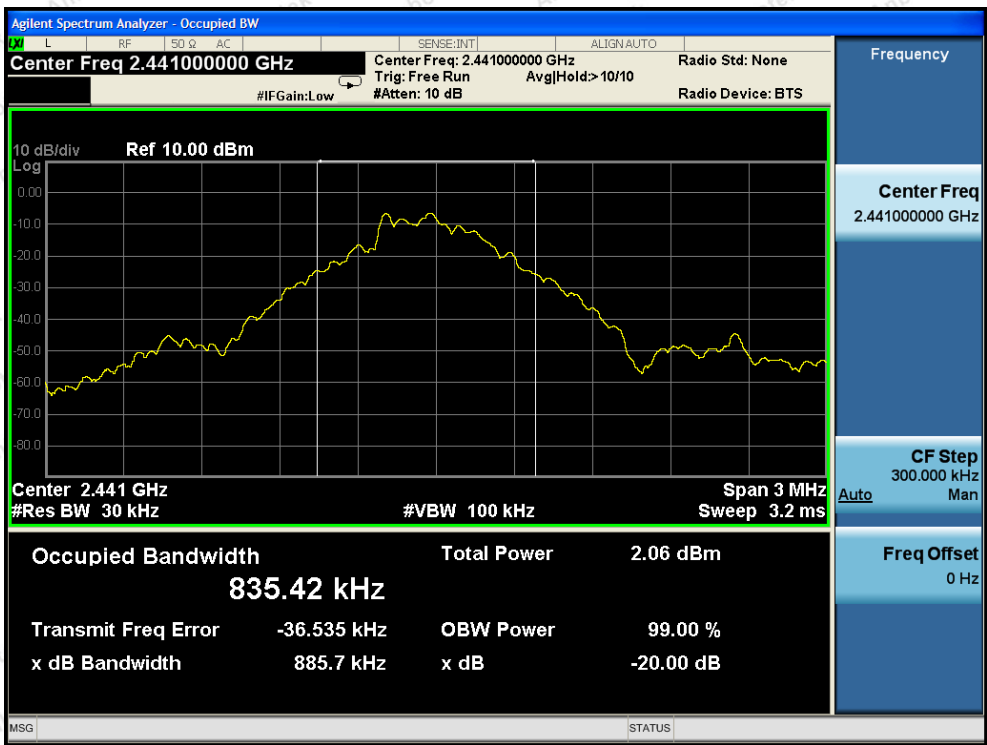 Agilent Spectrum Analyzer - Occupied BW
LXI L RF 50 Ω AC SENSE:INT ALIGN AUTO
Center Freq 2.441000000 GHz
Center Freq: 2.441000000 GHz Radio Std: None
Trig: Free Run Avg|Hold:> 10/10
#IFGain:Low #Atten: 10 dB Radio Device: BTS
10 dB/div Ref 10.00 dBm
Log
0.00
-10.0
-20.0
-30.0
-40.0
-50.0
-60.0
-70.0
-80.0
Center 2.441 GHz Span 3 MHz
#Res BW 30 kHz #VBW 100 kHz Sweep 3.2 ms
Occupied Bandwidth Total Power 2.06 dBm
835.42 kHz
Transmit Freq Error -36.535 kHz OBW Power 99.00 %
x dB Bandwidth 885.7 kHz x dB -20.00 dB
Frequency
Center Freq
2.441000000 GHz
CF Step
300.000 kHz
Auto Man
Freq Offset
0 Hz
MSG STATUS